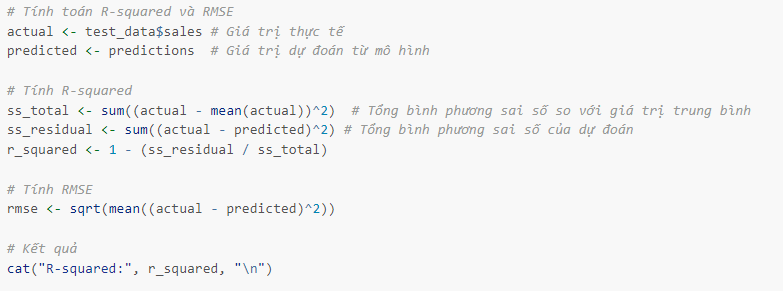 # Tính toán R-squared và RMSE
actual <- test_data$sales # Giá trị thực tế
predicted <- predictions  # Giá trị dự đoán từ mô hình
# Tính R-squared
ss_total <- sum((actual - mean(actual))^2)  # Tổng bình phương sai số so với giá trị trung bình
ss_residual <- sum((actual - predicted)^2) # Tổng bình phương sai số của dự đoán
r_squared <- 1 - (ss_residual / ss_total)
# Tính RMSE
rmse <- sqrt(mean((actual - predicted)^2))
# Kết quả
cat("R-squared:", r_squared, "\n")